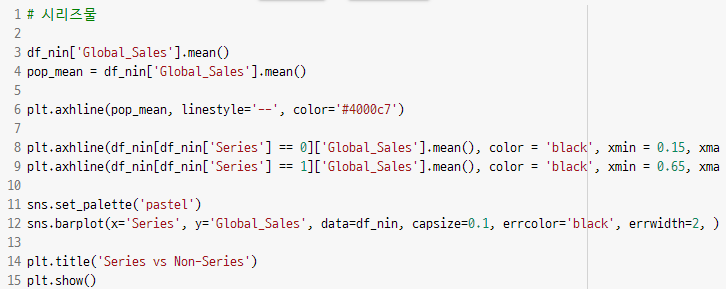 1 # 시리즈물
2
3 df_nin['Global_Sales'].mean()
4 pop_mean = df_nin['Global_Sales'].mean()
5
6 plt.axhline(pop_mean, linestyle='--', color='#4000c7')
7
8 plt.axhline(df_nin[df_nin['Series'] == 0]['Global_Sales'].mean(), color = 'black', xmin = 0.15, xma
9 plt.axhline(df_nin[df_nin['Series'] == 1]['Global_Sales'].mean(), color = 'black', xmin = 0.65, xma
10
11 sns.set_palette('pastel')
12 sns.barplot(x='Series', y='Global_Sales', data=df_nin, capsize=0.1, errcolor='black', errwidth=2, )
13
14 plt.title('Series vs Non-Series')
15 plt.show()